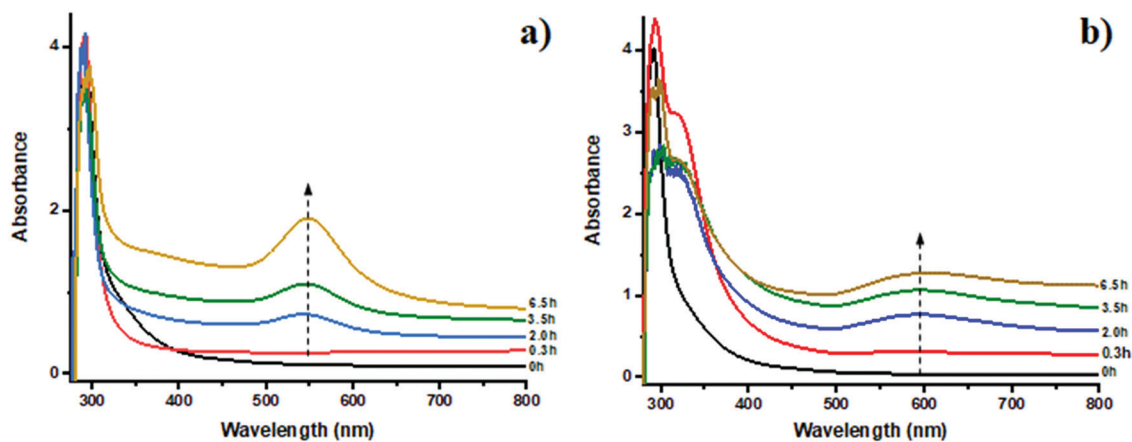 a)
Absorbance
4
2
0
6.5h
3.5h
2.0h
0.3h
0h
300 400 500 600 700 800
Wavelength (nm)
b)
Absorbance
4
3
2
1
0
6.5h
3.5h
2.0h
0.3h
0h
300 400 500 600 700 800
Wavelength (nm)